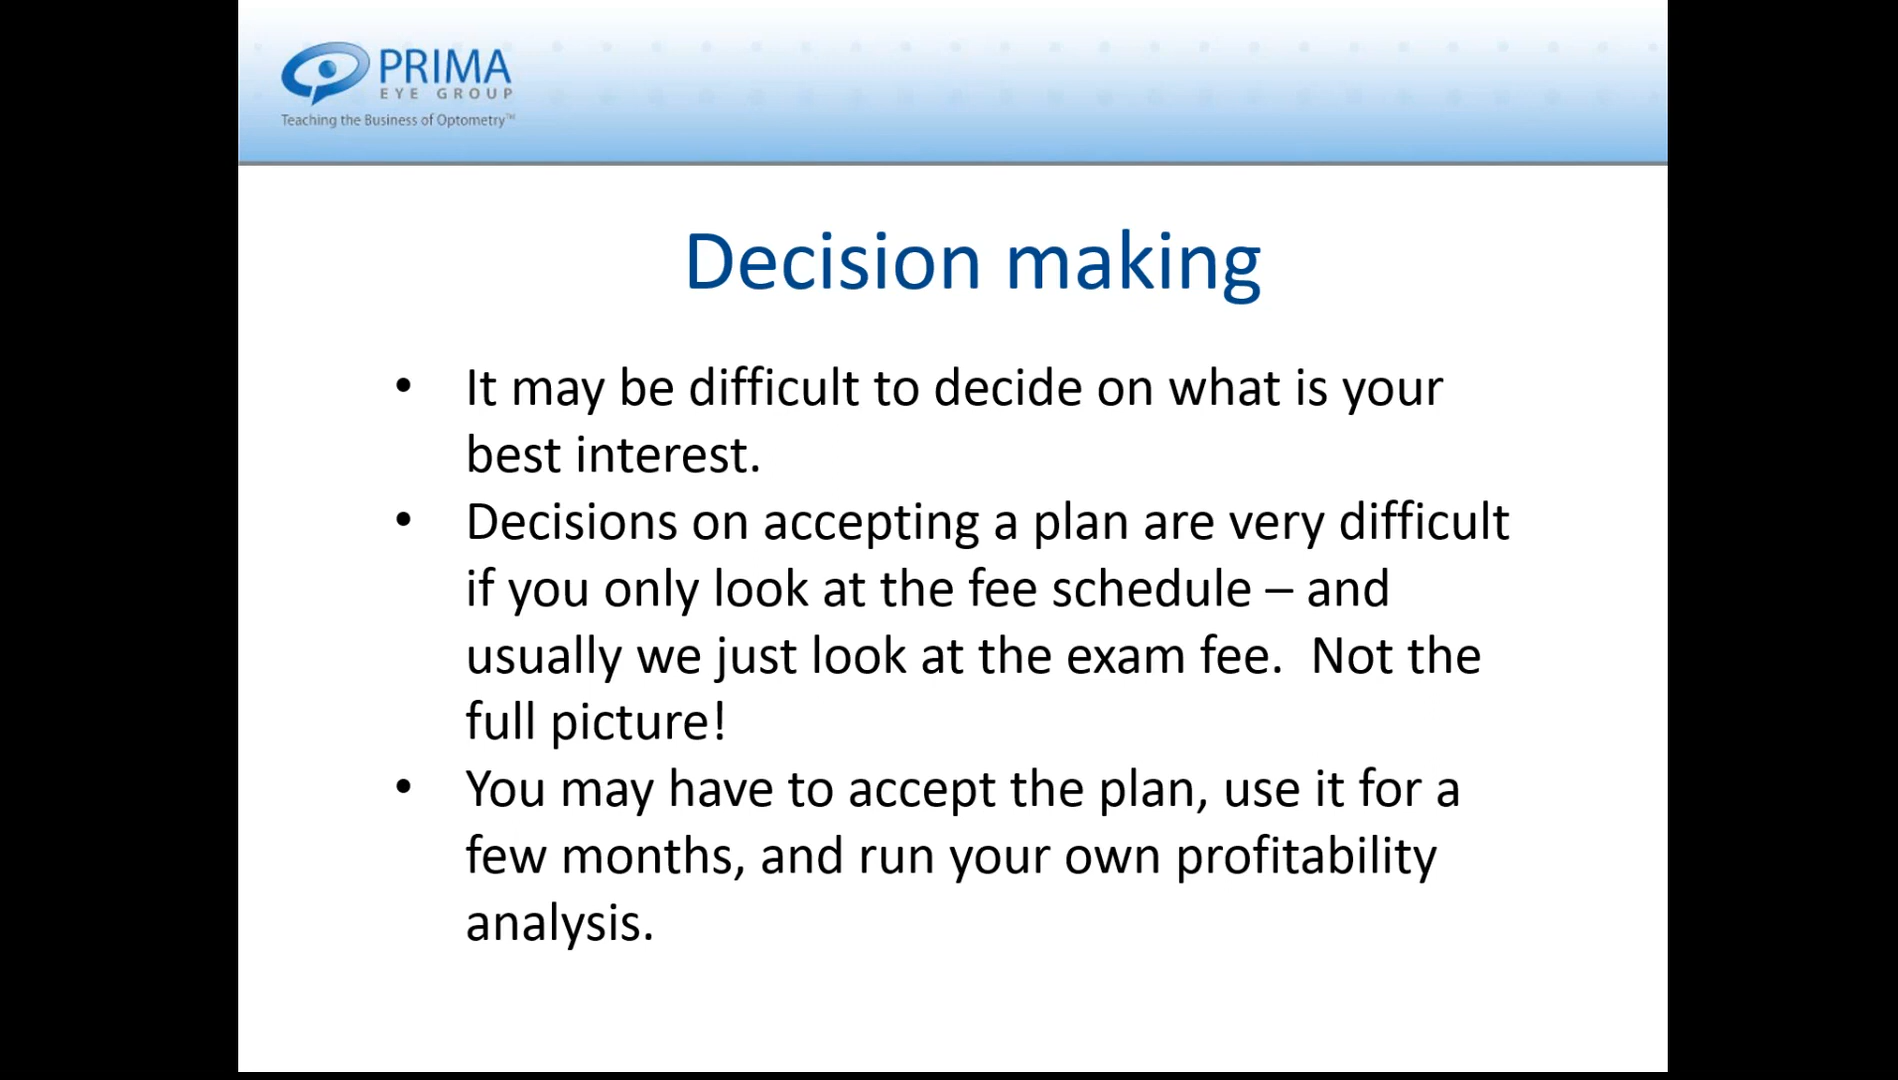 PRIMA
EYE GROUP
Teaching the Business of Optometry™
Decision making
• It may be difficult to decide on what is your
best interest.
• Decisions on accepting a plan are very difficult
if you only look at the fee schedule – and
usually we just look at the exam fee.  Not the
full picture!
• You may have to accept the plan, use it for a
few months, and run your own profitability
analysis.